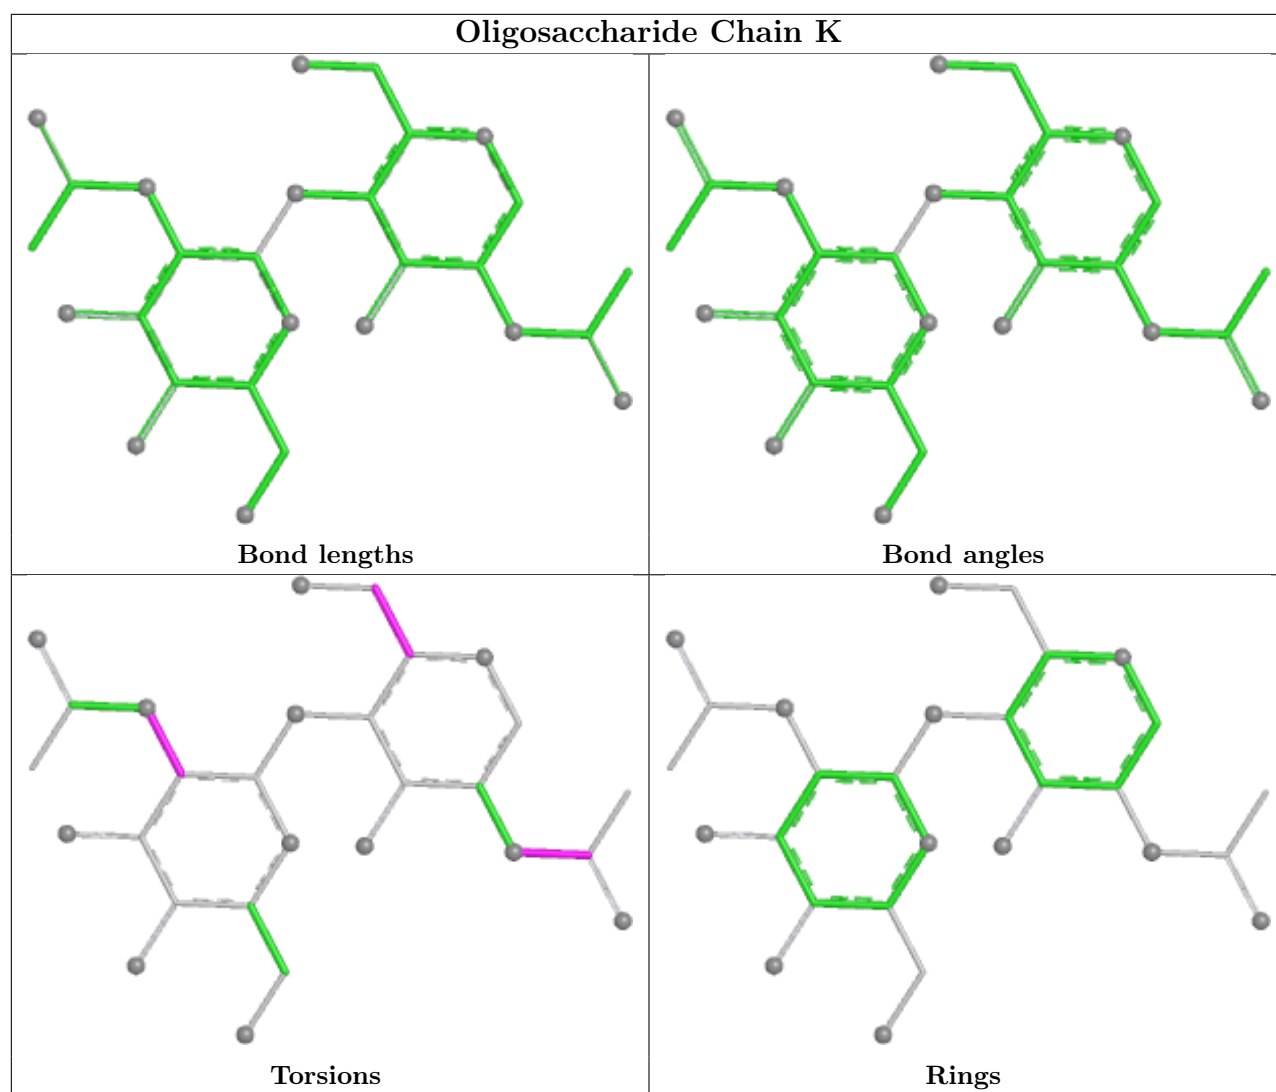 Oligosaccharide Chain K
Bond lengths
Bond angles
Torsions
Rings